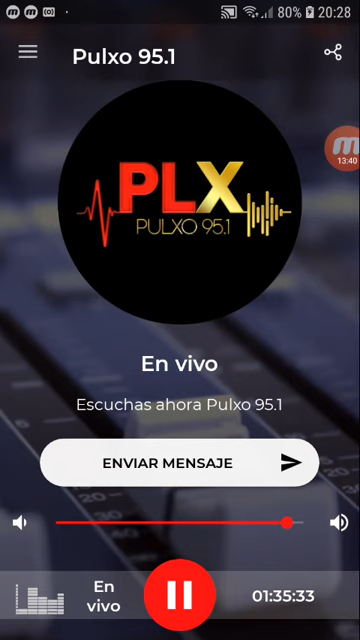 80% 20:28
Pulxo 95.1
13:40
PLX
PULXO 95.1
En vivo
Escuchas ahora Pulxo 95.1
ENVIAR MENSAJE
En
vivo
01:35:33